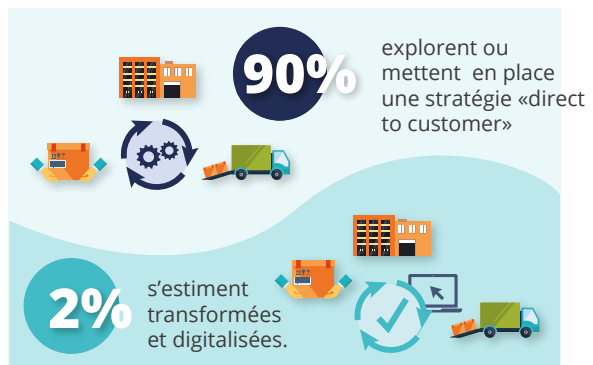 90%
explorent ou
mettent en place
une stratégie «direct
to customer»
2%
s’estiment
transformées
et digitalisées.